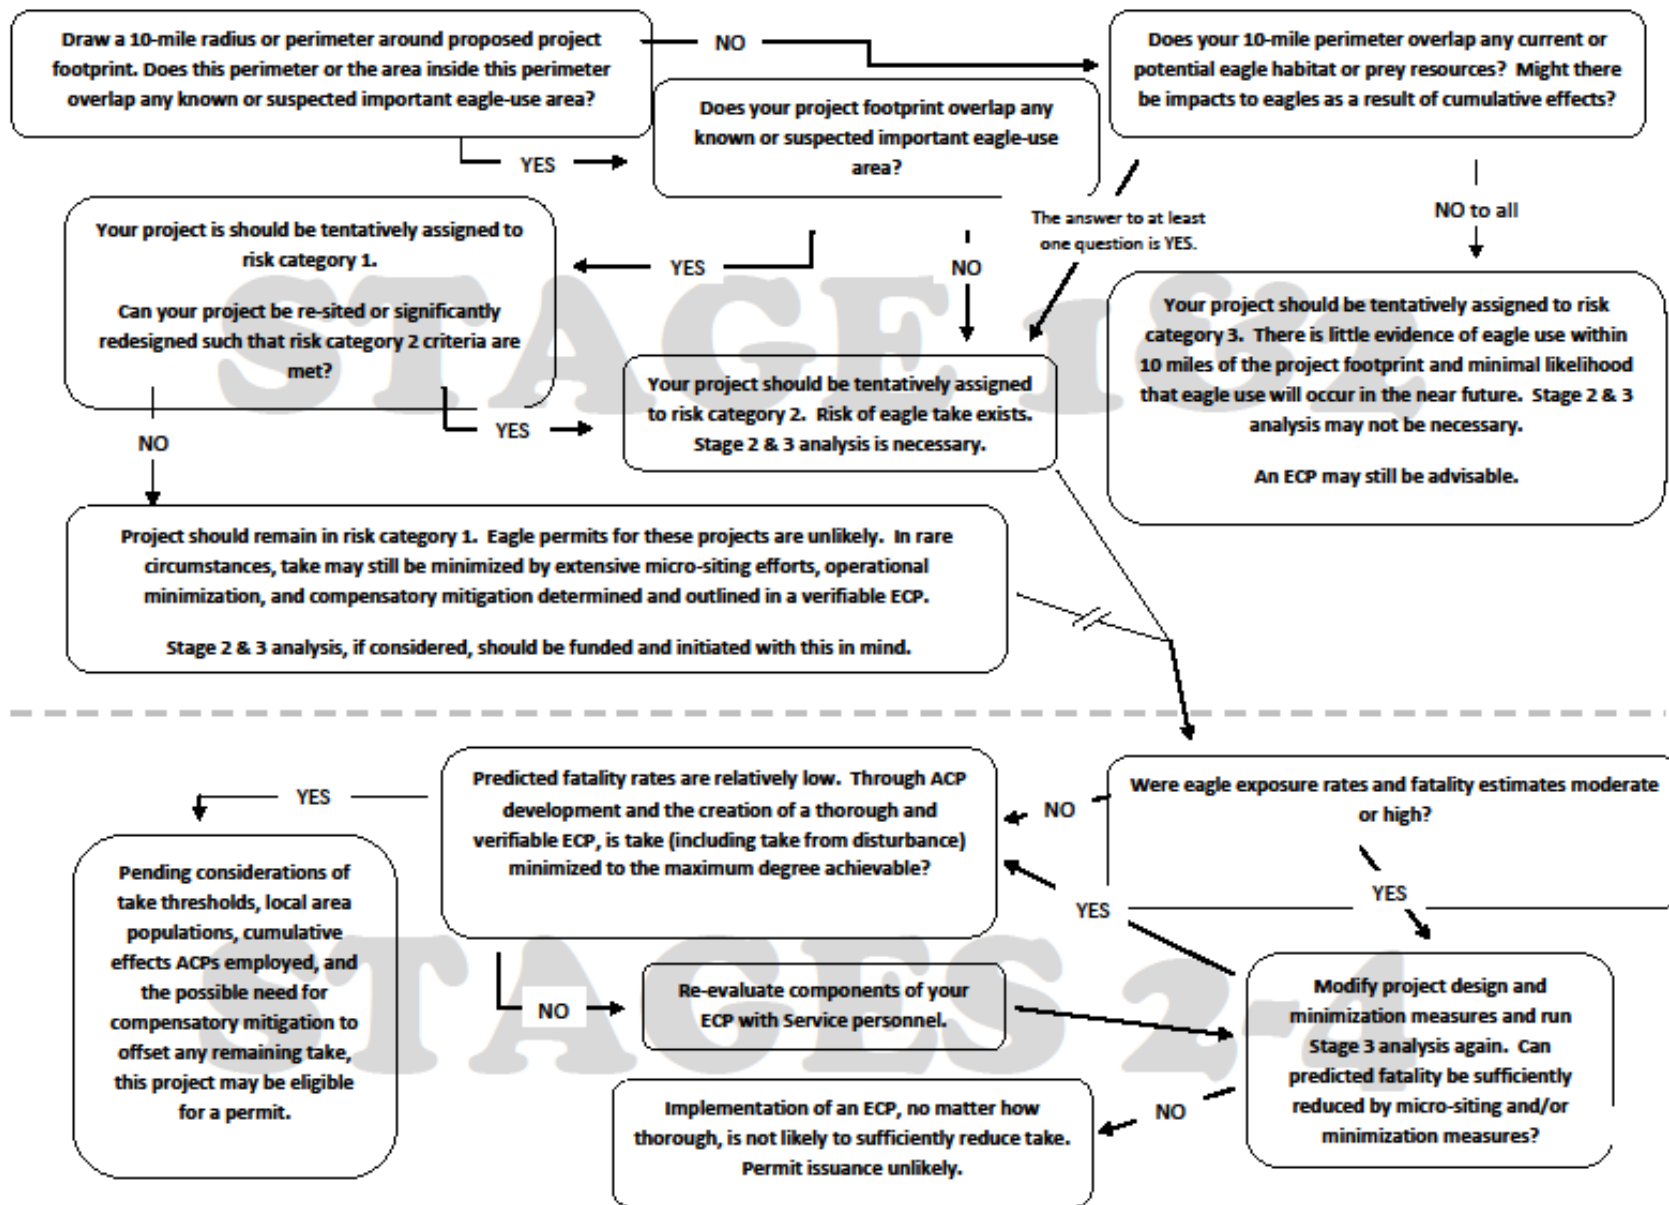 Draw a 10-mile radius or perimeter around proposed project
footprint. Does this perimeter or the area inside this perimeter
overlap any known or suspected important eagle-use area?
NO
Does your 10-mile perimeter overlap any current or
potential eagle habitat or prey resources? Might there
be impacts to eagles as a result of cumulative effects?
YES
Does your project footprint overlap any
known or suspected important eagle-use
area?
The answer to at least
one question is YES.
NO to all
YES
NO
Your project is should be tentatively assigned to
risk category 1.
Can your project be re-sited or significantly
redesigned such that risk category 2 criteria are
met?
STAGE 1&2
NO
YES
Your project should be tentatively assigned
to risk category 2. Risk of eagle take exists.
Stage 2 & 3 analysis is necessary.
Your project should be tentatively assigned to risk
category 3. There is little evidence of eagle use within
10 miles of the project footprint and minimal likelihood
that eagle use will occur in the near future. Stage 2 & 3
analysis may not be necessary.
An ECP may still be advisable.
Project should remain in risk category 1. Eagle permits for these projects are unlikely. In rare
circumstances, take may still be minimized by extensive micro-siting efforts, operational
minimization, and compensatory mitigation determined and outlined in a verifiable ECP.
Stage 2 & 3 analysis, if considered, should be funded and initiated with this in mind.
Were eagle exposure rates and fatality estimates moderate
or high?
NO
YES
Predicted fatality rates are relatively low. Through ACP
development and the creation of a thorough and
verifiable ECP, is take (including take from disturbance)
minimized to the maximum degree achievable?
YES
YES
Pending considerations of
take thresholds, local area
populations, cumulative
effects ACPs employed, and
the possible need for
compensatory mitigation to
offset any remaining take,
this project may be eligible
for a permit.
STAGES 2-4
NO
Re-evaluate components of your
ECP with Service personnel.
Modify project design and
minimization measures and run
Stage 3 analysis again. Can
predicted fatality be sufficiently
reduced by micro-siting and/or
minimization measures?
NO
Implementation of an ECP, no matter how
thorough, is not likely to sufficiently reduce take.
Permit issuance unlikely.